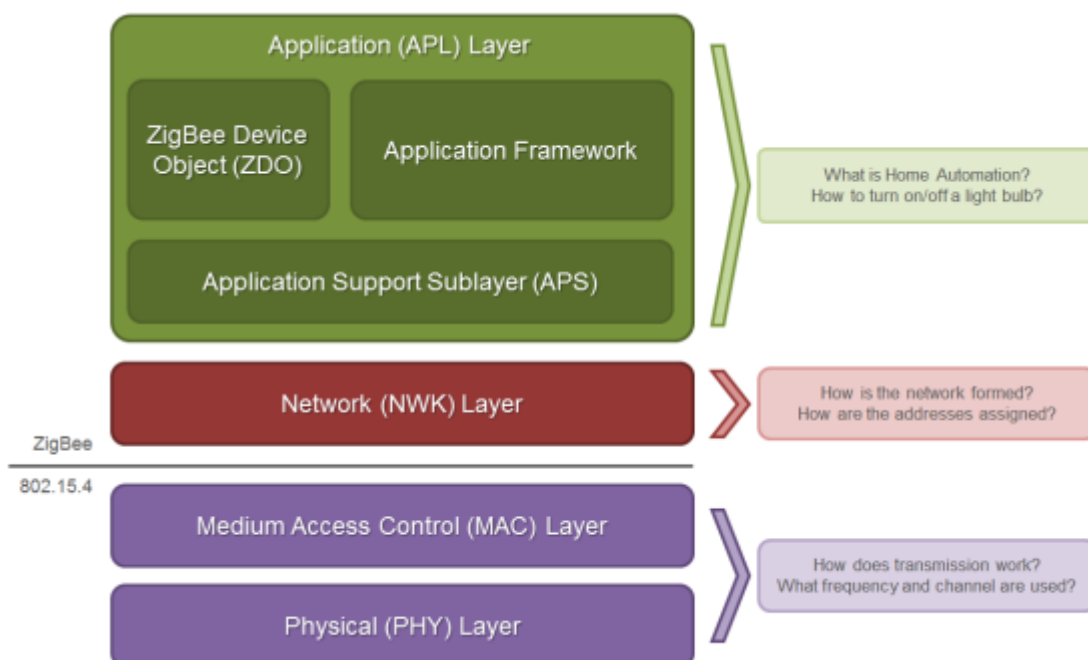 Application (APL) Layer
ZigBee Device
Object (ZDO)
Application Framework
Application Support Sublayer (APS)
What is Home Automation?
How to turn on/off a light bulb?
Network (NWK) Layer
How is the network formed?
How are the addresses assigned?
ZigBee
802.15.4
Medium Access Control (MAC) Layer
How does transmission work?
What frequency and channel are used?
Physical (PHY) Layer